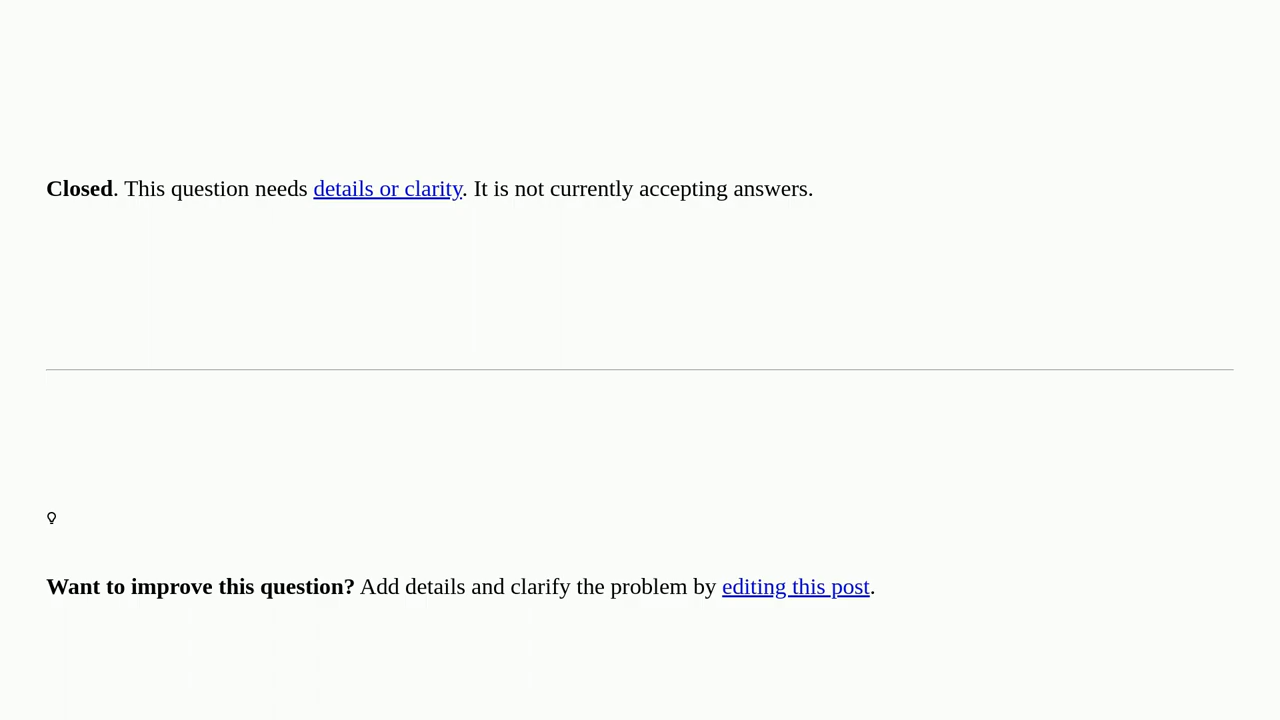 Closed. This question needs details or clarity. It is not currently accepting answers.
Want to improve this question? Add details and clarify the problem by editing this post.